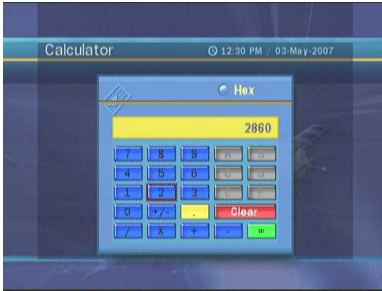 Calculator
12:30 PM / 03-May-2007
Hex
2860
7 8 9 A
4 5 6
1 2 3
0 +/- . Clear
/ X + - =